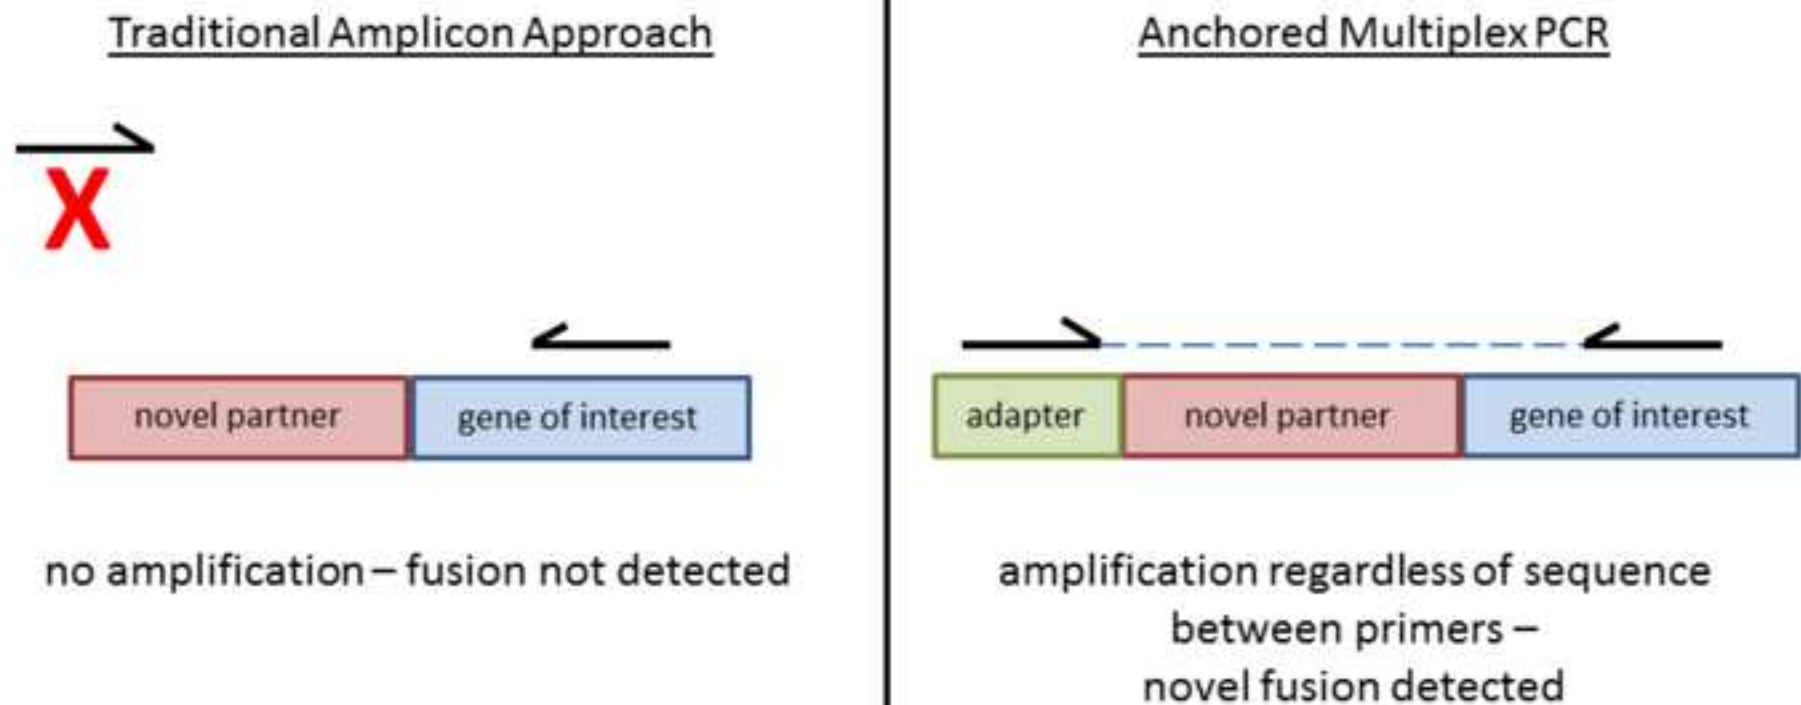 Traditional Amplicon Approach
X
novel partner
gene of interest
no amplification – fusion not detected
Anchored Multiplex PCR
adapter
novel partner
gene of interest
amplification regardless of sequence
between primers –
novel fusion detected